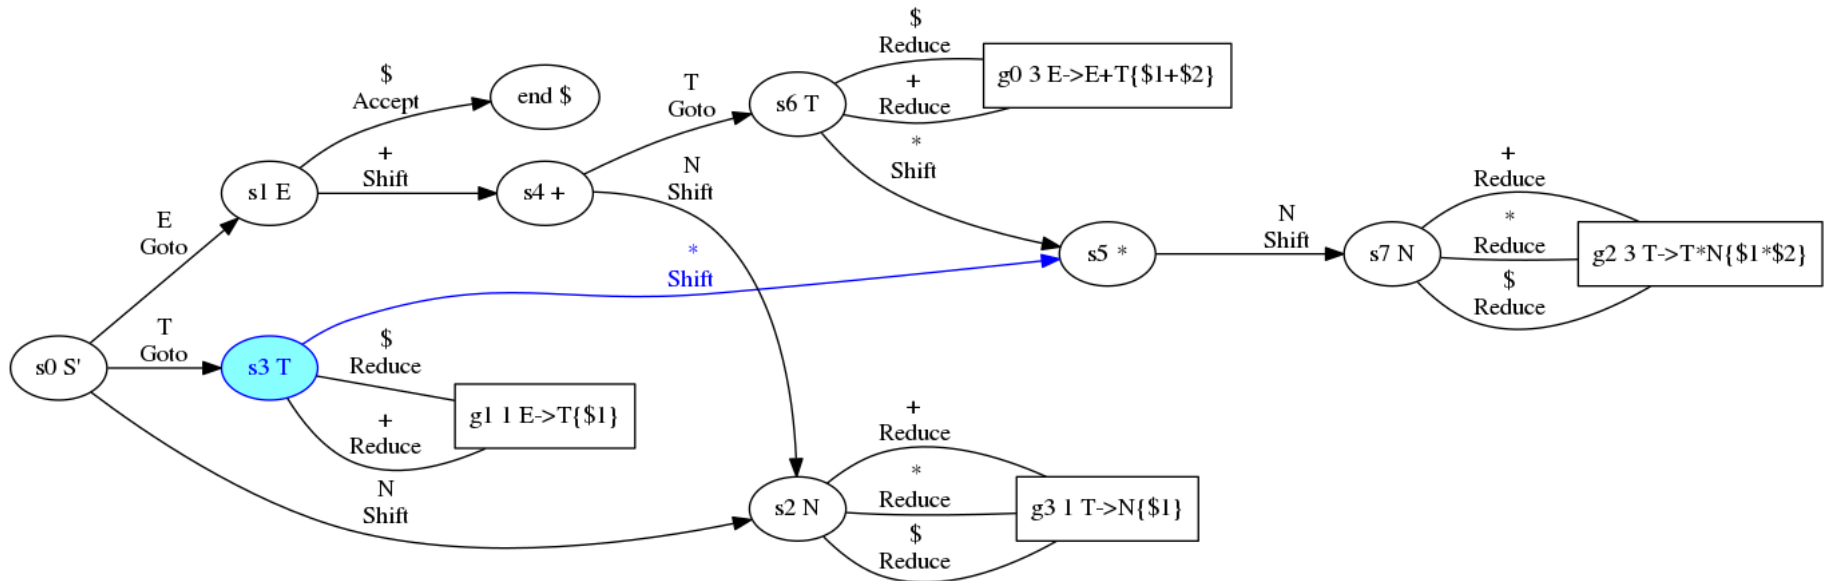 $
Reduce
g0 3 E->E+T{$1+$2}
+
Reduce
s6 T
*
Shift
T
Goto
$
Accept
end $
s1 E
+
Shift
s4 +
N
Shift
E
Goto
*
Shift
s5 *
N
Shift
s7 N
+
Reduce
*
Reduce
$
Reduce
g2 3 T->T*N{$1*$2}
s0 S'
T
Goto
s3 T
$
Reduce
+
Reduce
g1 1 E->T{$1}
N
Shift
s2 N
+
Reduce
*
Reduce
$
Reduce
g3 1 T->N{$1}